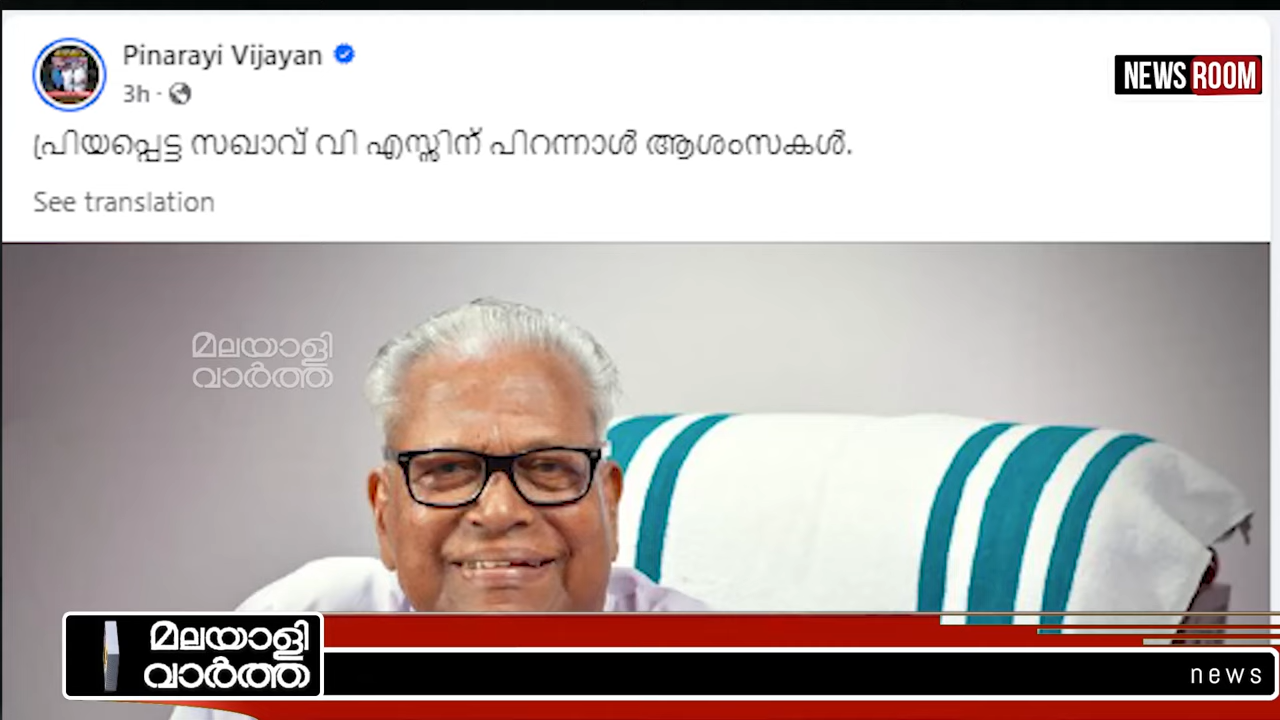 Pinarayi Vijayan
3h ·
NEWS ROOM
പ്രിയപ്പെട്ട സഖാവ് വി എസ്സിന് പിറന്നാൾ ആശംസകൾ.
See translation
മലയാളി
വാർത്ത
മലയാളി
വാർത്ത
news